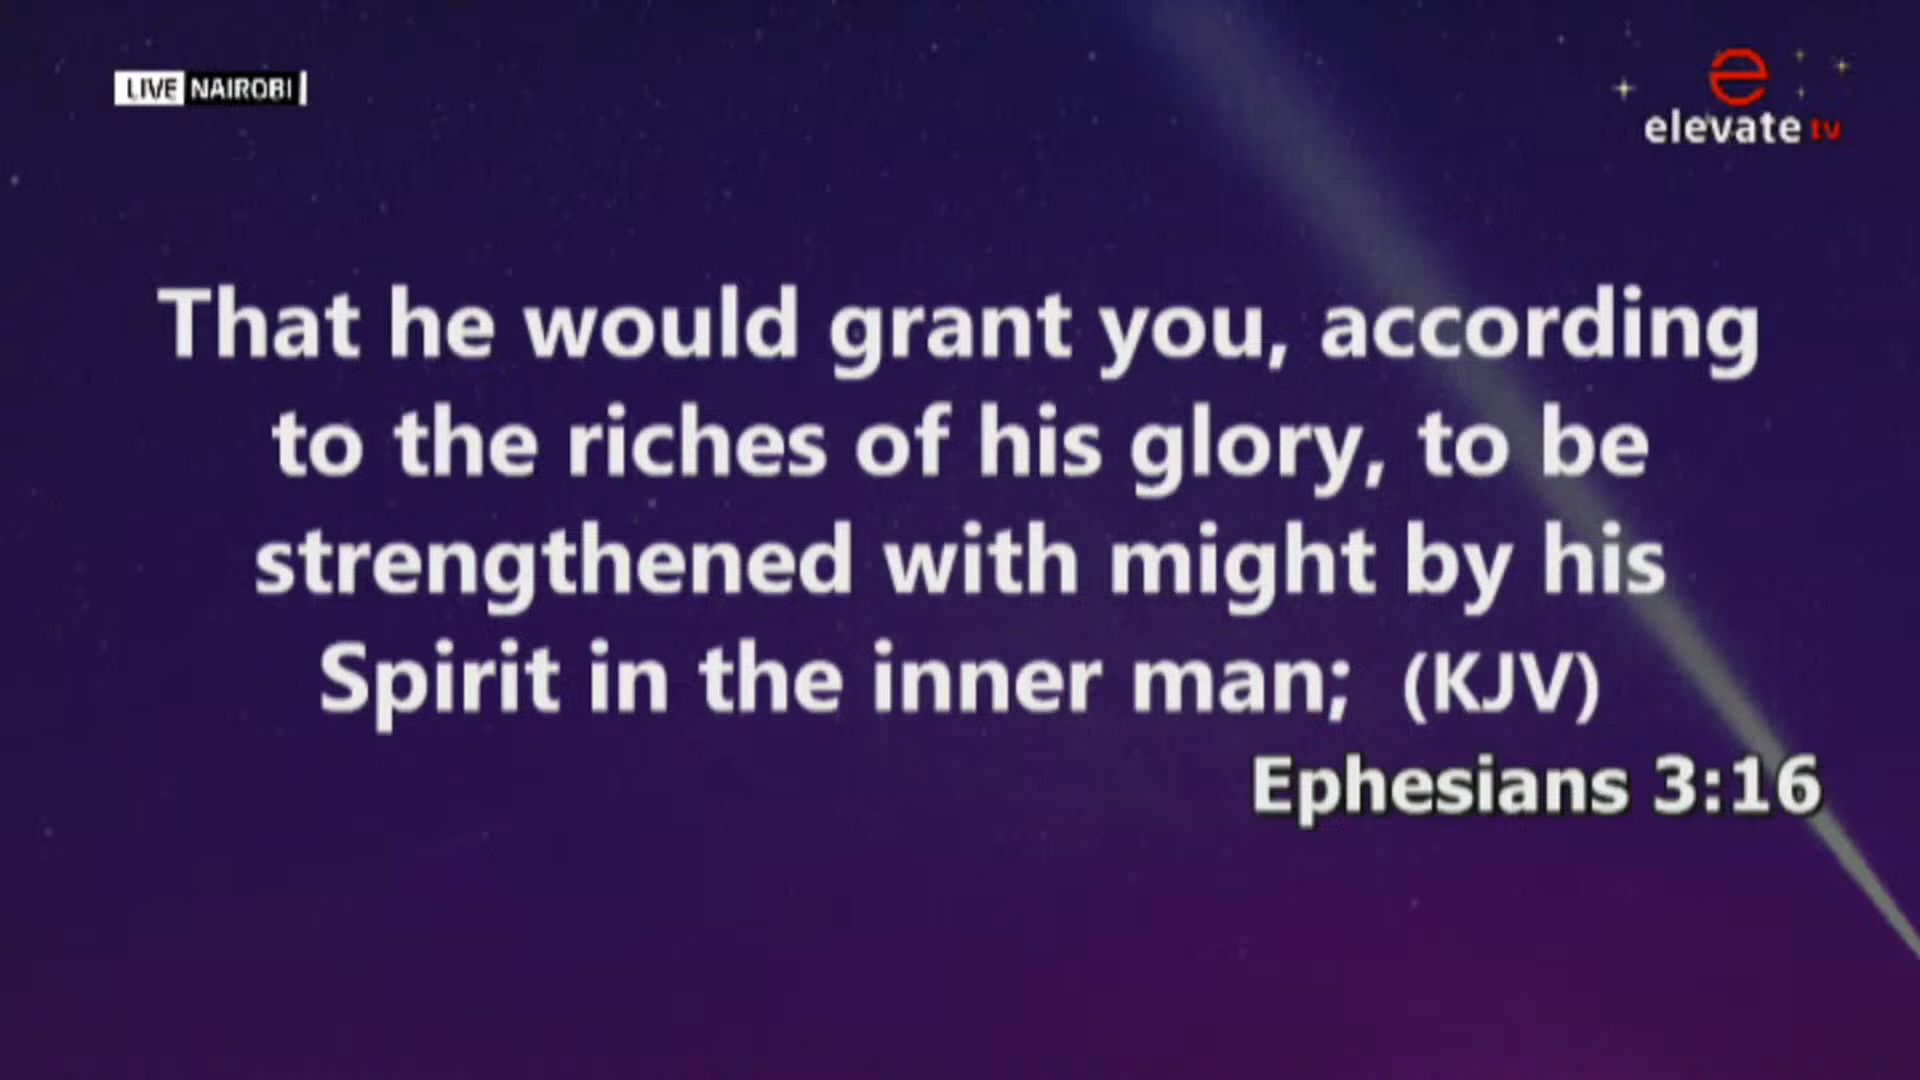 LIVE NAIROBI
e
elevate tv
That he would grant you, according
to the riches of his glory, to be
strengthened with might by his
Spirit in the inner man; (KJV)
Ephesians 3:16